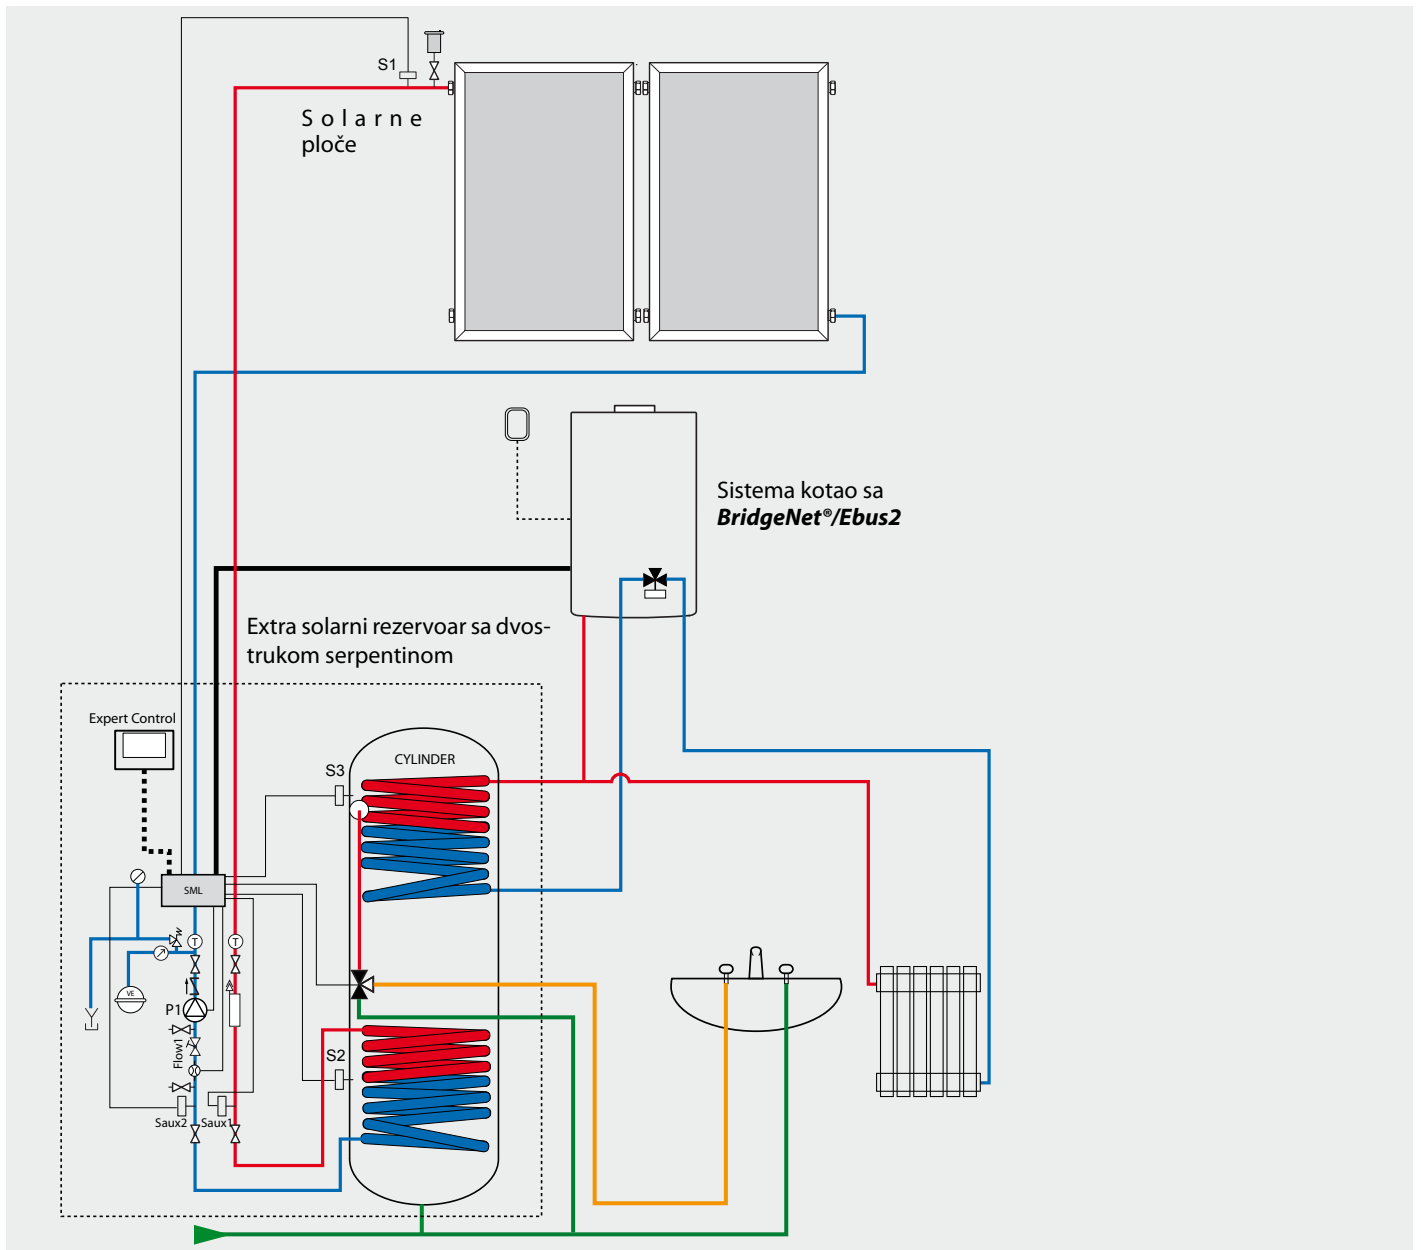 S1
S o l a r n e
ploče
Sistema kotao sa
BridgeNet®/Ebus2
Extra solarni rezervoar sa dvos-
trukom serpentinom
Expert Control
CYLINDER
S3
SML
T
T
VE
P1
Flow1
S2
Saux2
Saux1